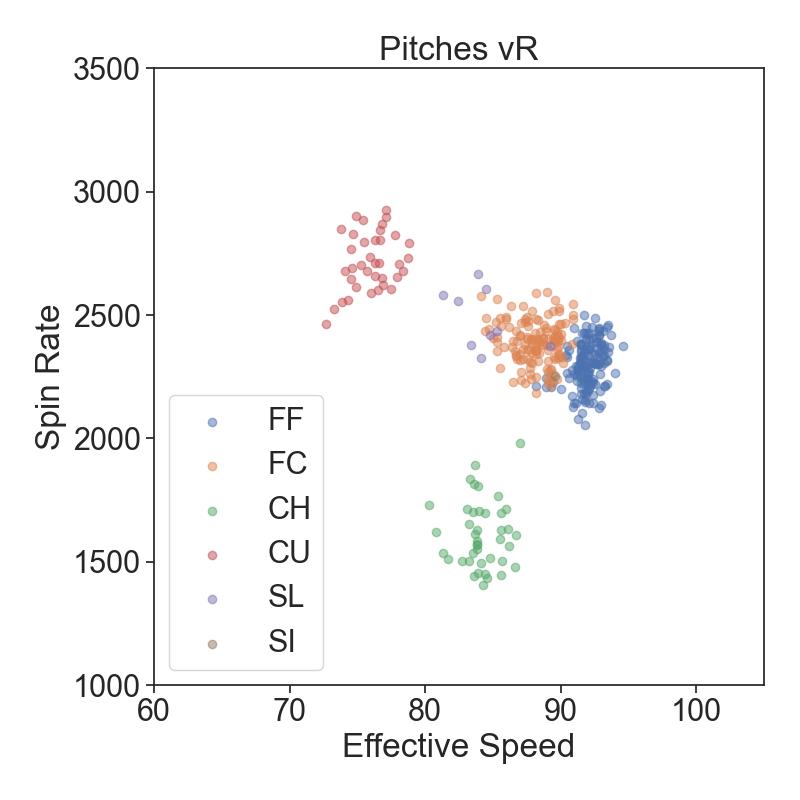 Pitches vR
3500
3000
2500
2000
1500
1000
Spin Rate
FF
FC
CH
CU
SL
SI
60 70 80 90 100
Effective Speed